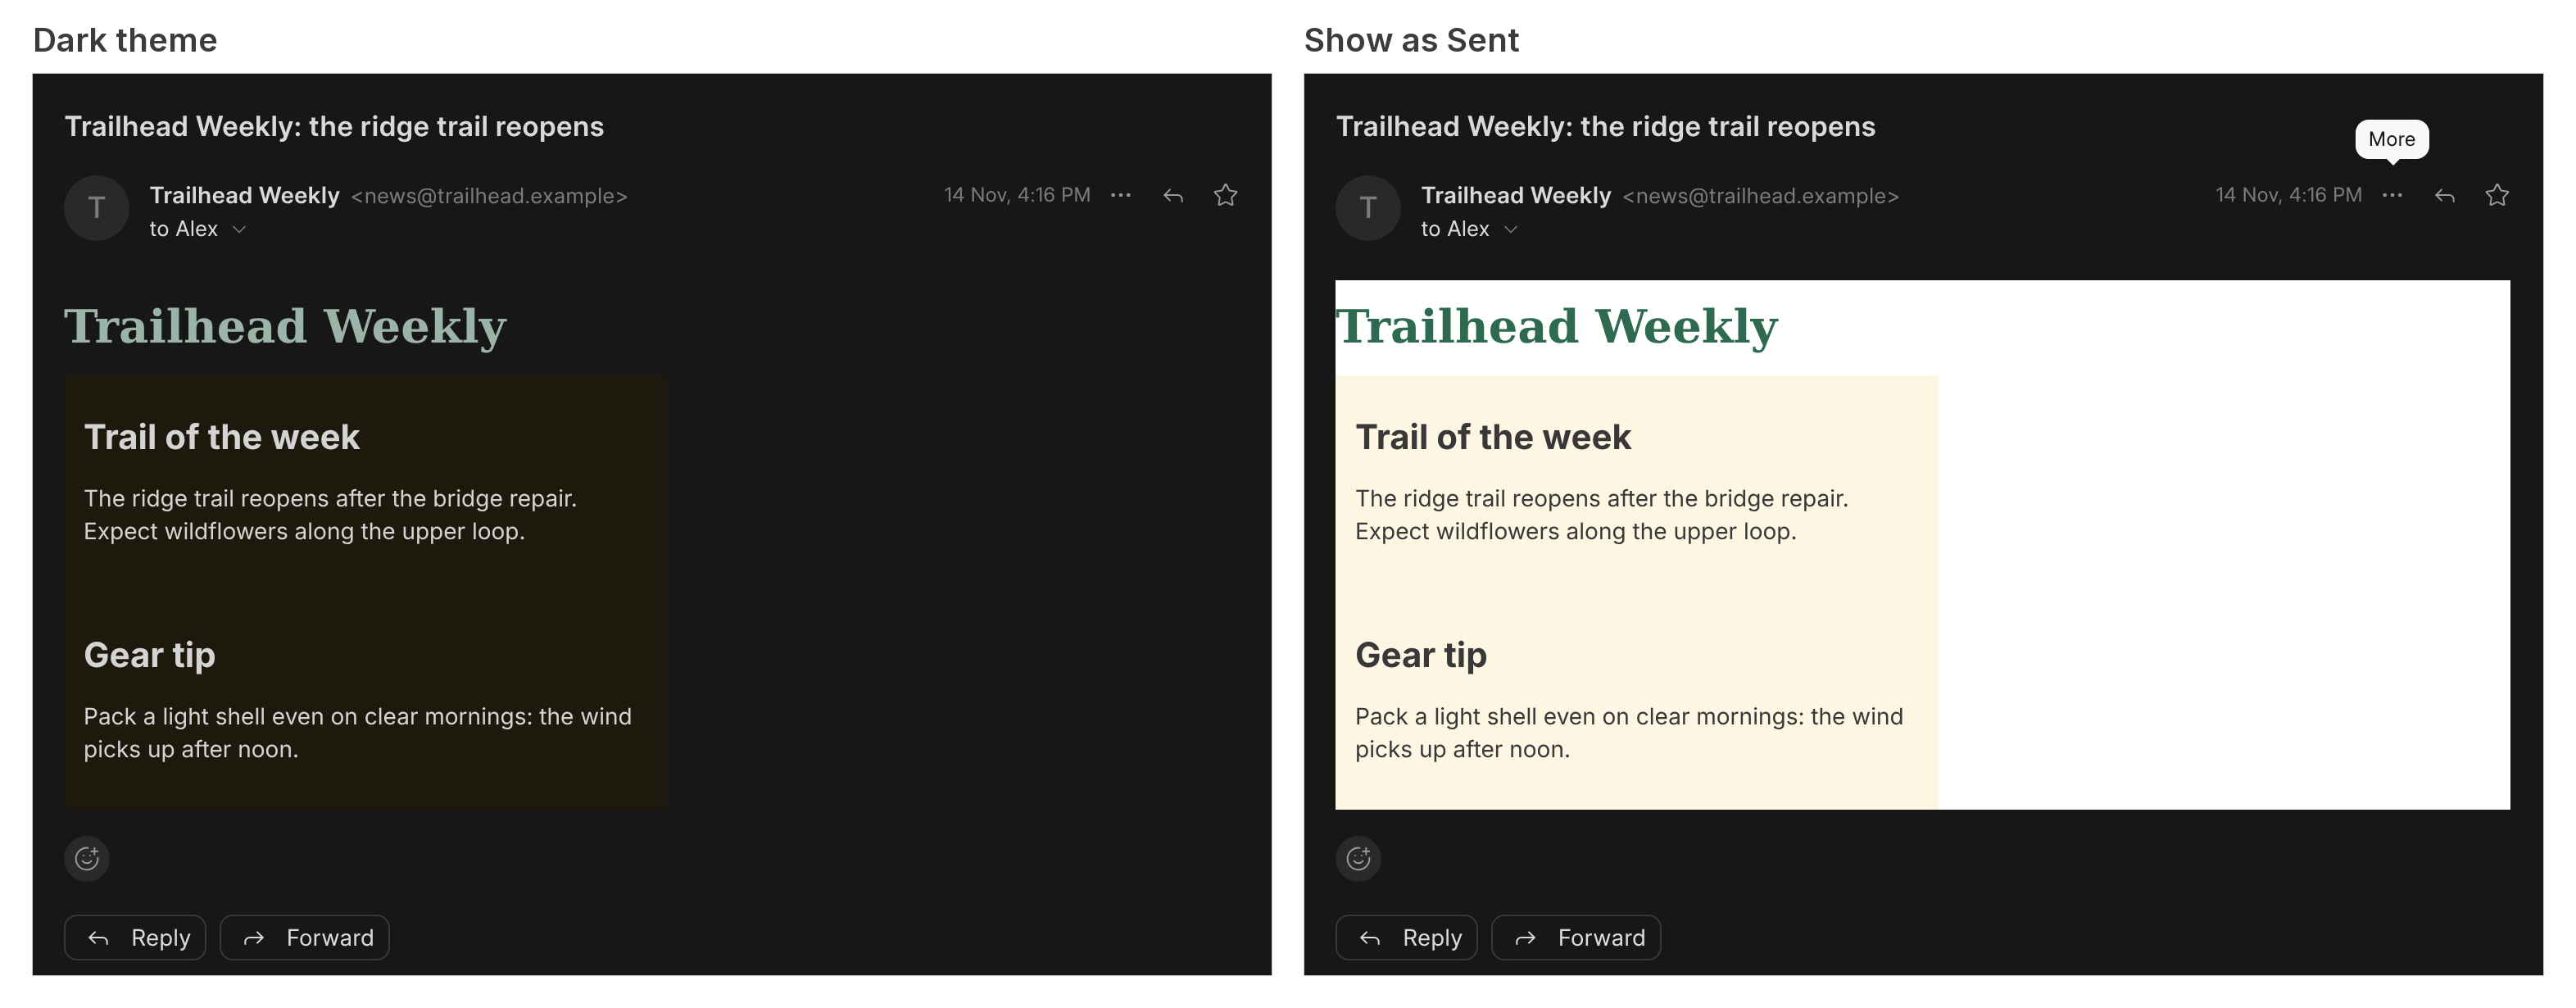 Dark theme
Trailhead Weekly: the ridge trail reopens
T
Trailhead Weekly <news@trailhead.example>
14 Nov, 4:16 PM
to Alex
Trailhead Weekly
Trail of the week
The ridge trail reopens after the bridge repair.
Expect wildflowers along the upper loop.
Gear tip
Pack a light shell even on clear mornings: the wind
picks up after noon.
Reply
Forward
Show as Sent
Trailhead Weekly: the ridge trail reopens
More
T
Trailhead Weekly <news@trailhead.example>
14 Nov, 4:16 PM
to Alex
Trailhead Weekly
Trail of the week
The ridge trail reopens after the bridge repair.
Expect wildflowers along the upper loop.
Gear tip
Pack a light shell even on clear mornings: the wind
picks up after noon.
Reply
Forward